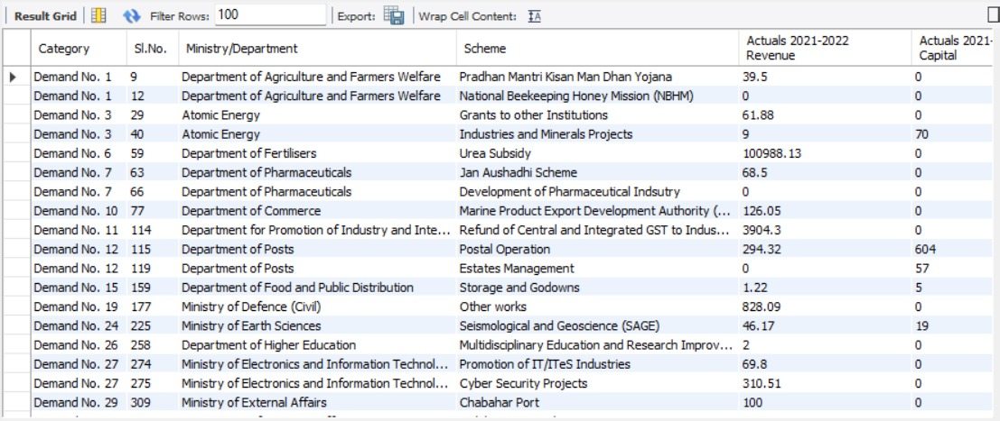 Result Grid Filter Rows: 100 Export: Wrap Cell Content: IA
Category Sl.No. Ministry/Department Scheme Actuals 2021-2022 Revenue Actuals 2021- Capital
Demand No. 1 9 Department of Agriculture and Farmers Welfare Pradhan Mantri Kisan Man Dhan Yojana 39.5 0
Demand No. 1 12 Department of Agriculture and Farmers Welfare National Beekeeping Honey Mission (NBHM) 0 0
Demand No. 3 29 Atomic Energy Grants to other Institutions 61.88 0
Demand No. 3 40 Atomic Energy Industries and Minerals Projects 9 70
Demand No. 6 59 Department of Fertilisers Urea Subsidy 100988.13 0
Demand No. 7 63 Department of Pharmaceuticals Jan Aushadhi Scheme 68.5 0
Demand No. 7 66 Department of Pharmaceuticals Development of Pharmaceutical Indsutry 0 0
Demand No. 10 77 Department of Commerce Marine Product Export Development Authority (... 126.05 0
Demand No. 11 114 Department for Promotion of Industry and Inte... Refund of Central and Integrated GST to Indus... 3904.3 0
Demand No. 12 115 Department of Posts Postal Operation 294.32 604
Demand No. 12 119 Department of Posts Estates Management 0 57
Demand No. 15 159 Department of Food and Public Distribution Storage and Godowns 1.22 5
Demand No. 19 177 Ministry of Defence (Civil) Other works 828.09 0
Demand No. 24 225 Ministry of Earth Sciences Seismological and Geoscience (SAGE) 46.17 19
Demand No. 26 258 Department of Higher Education Multidisciplinary Education and Research Improv... 2 0
Demand No. 27 274 Ministry of Electronics and Information Technol... Promotion of IT/ITeS Industries 69.8 0
Demand No. 27 275 Ministry of Electronics and Information Technol... Cyber Security Projects 310.51 0
Demand No. 29 309 Ministry of External Affairs Chabahar Port 100 0